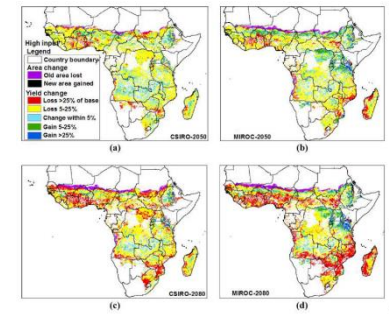 High input
Legend
Country boundary
Area change
Old area lost
New area gained
Yield change
Loss >25% of base
Loss 5-25%
Change within 5%
Gain 5-25%
Gain >25%
CSIRO-2050
MIROC-2050
(a)
(b)
CSIRO-2080
MIROC-2080
(c)
(d)